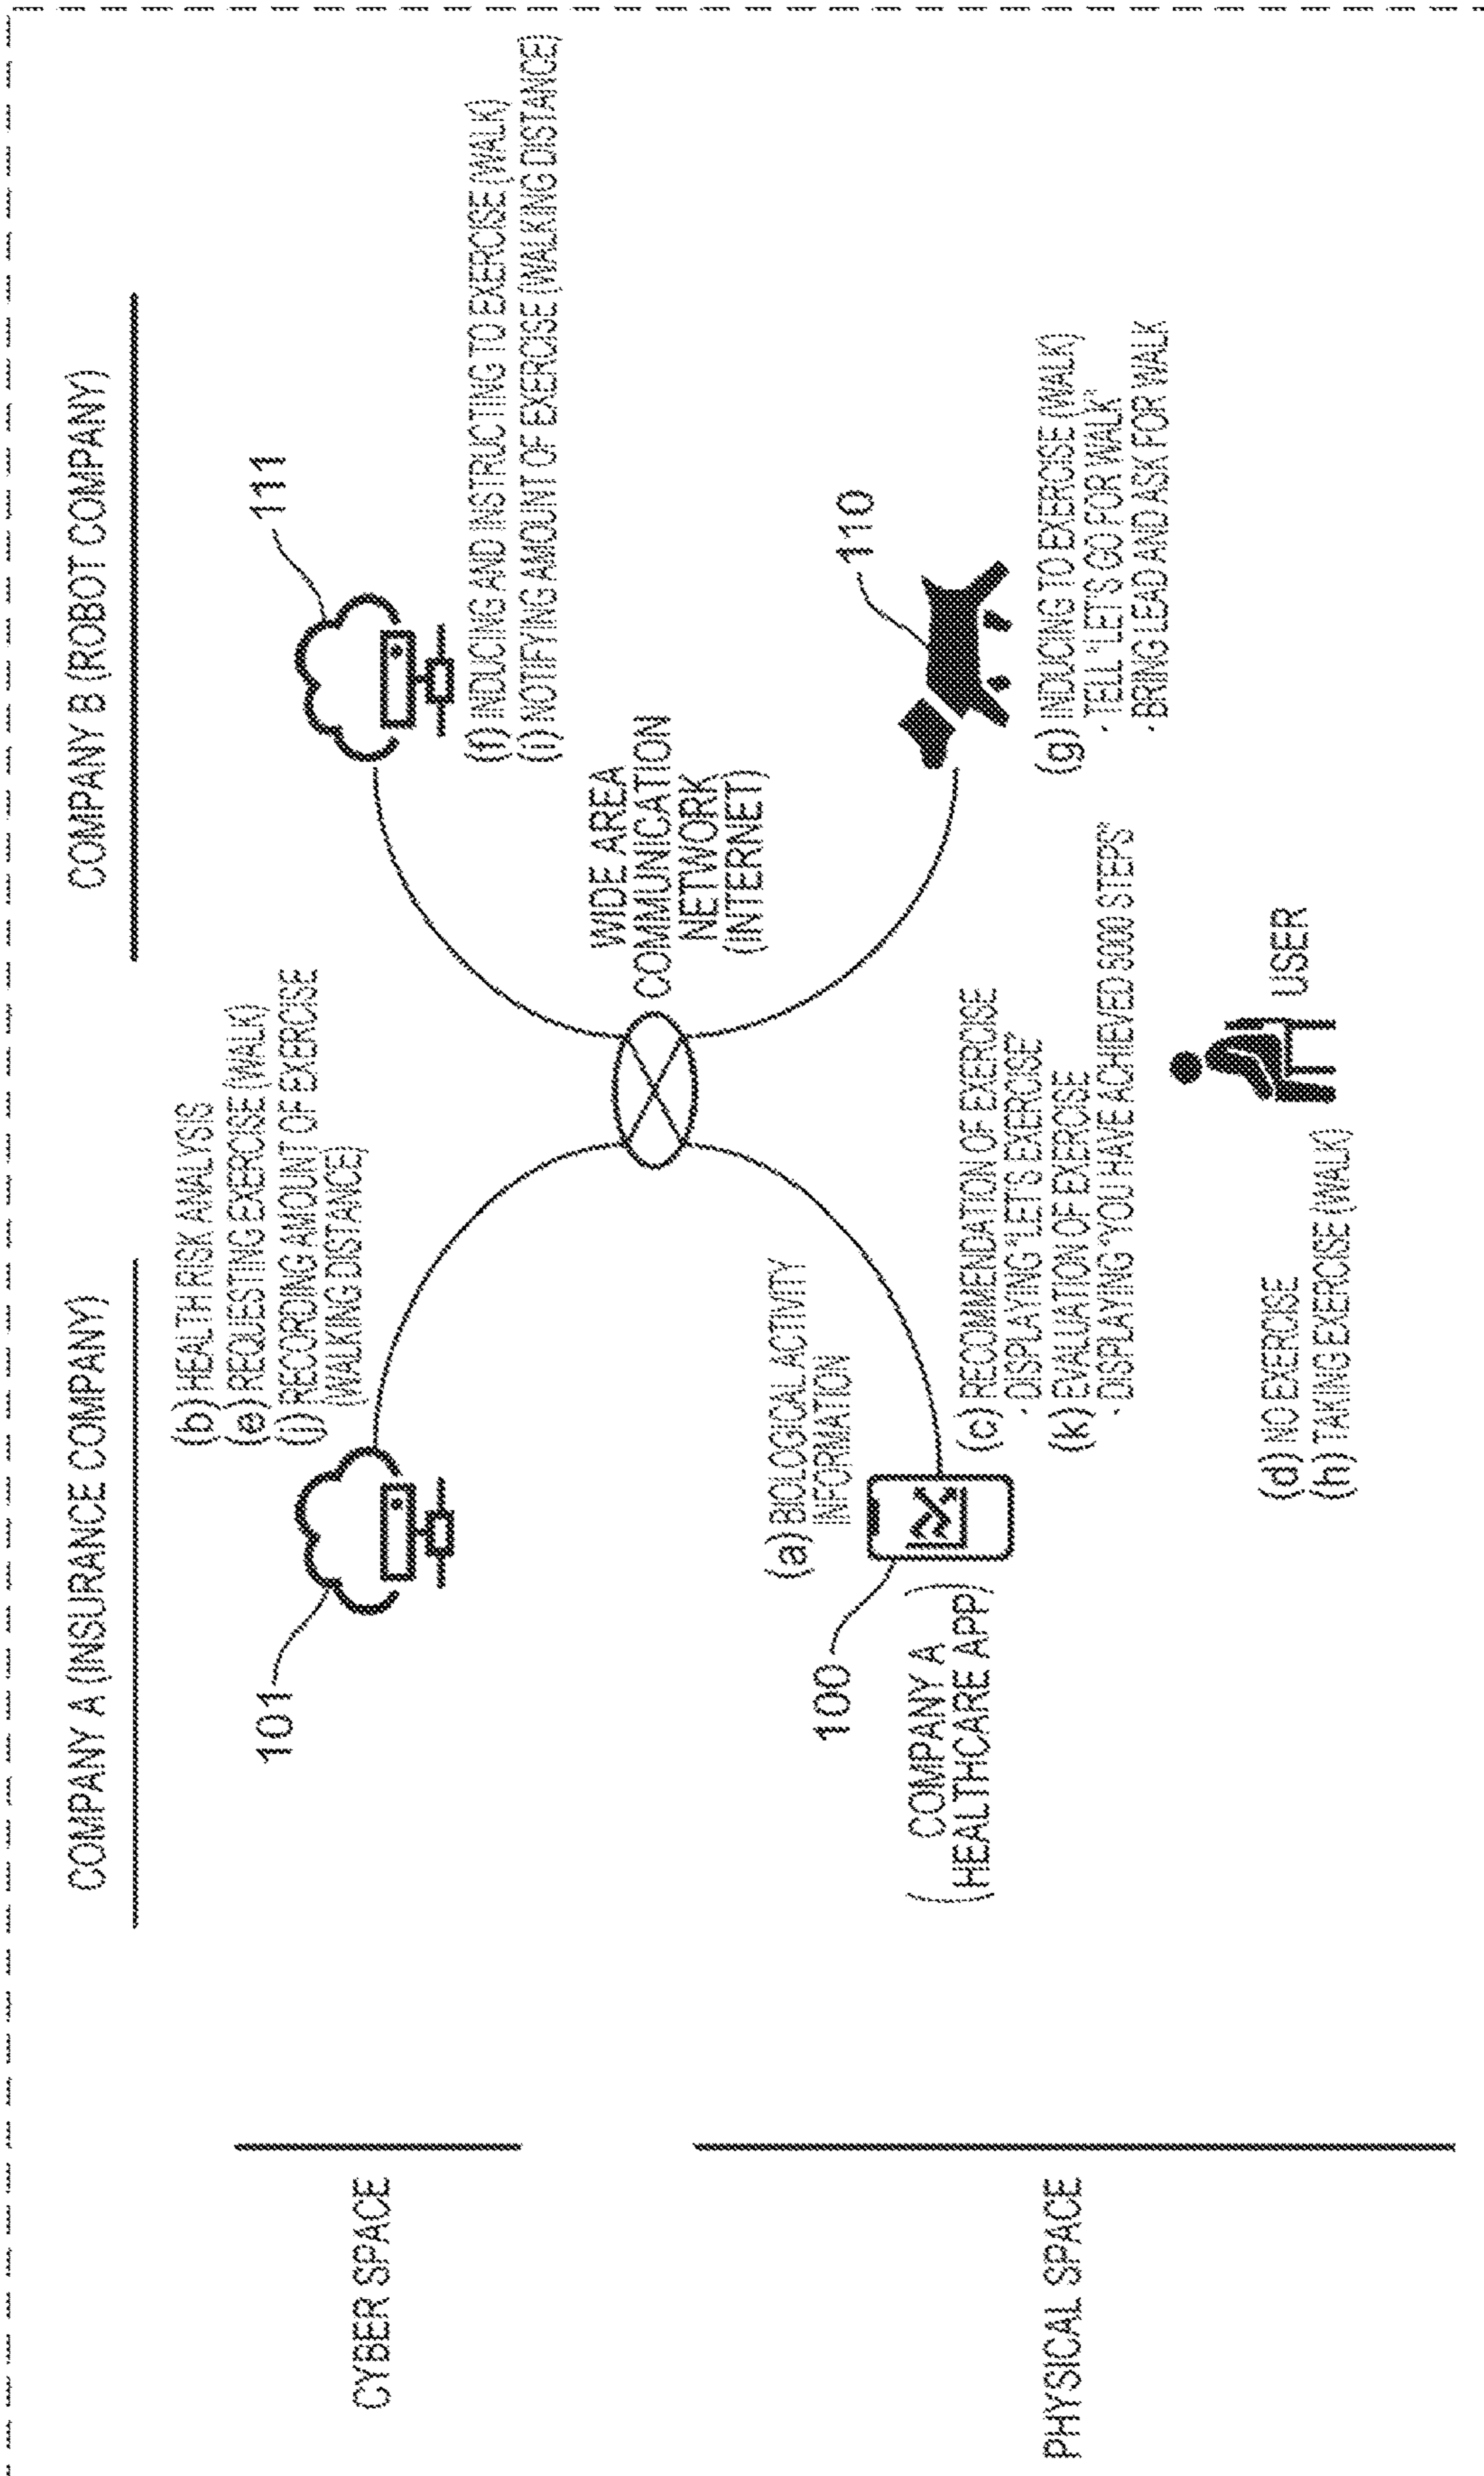 COMPANY A (INSURANCE COMPANY)
COMPANY B (ROBOT COMPANY)
CYBER SPACE
101
(b) HEALTH RISK ANALYSIS
(e) REQUESTING EXERCISE (WALK)
(j) RECORDING AMOUNT OF EXERCISE
(WALKING DISTANCE)
111
(f) INDUCING AND INSTRUCTING TO EXERCISE (WALK)
(i) NOTIFYING AMOUNT OF EXERCISE (WALKING DISTANCE)
WIDE AREA
COMMUNICATION
NETWORK
(INTERNET)
PHYSICAL SPACE
(a) BIOLOGICAL ACTIVITY
INFORMATION
100
(COMPANY A
HEALTHCARE APP)
(c) RECOMMENDATION OF EXERCISE
· DISPLAYING "LET'S EXERCISE"
(k) EVALUATION OF EXERCISE
· DISPLAYING "YOU HAVE ACHIEVED 5000 STEPS"
110
(g) INDUCING TO EXERCISE (WALK)
· TELL "LET'S GO FOR WALK"
· BRING LEAD AND ASK FOR WALK
(d) NO EXERCISE
(h) TAKING EXERCISE (WALK)
USER